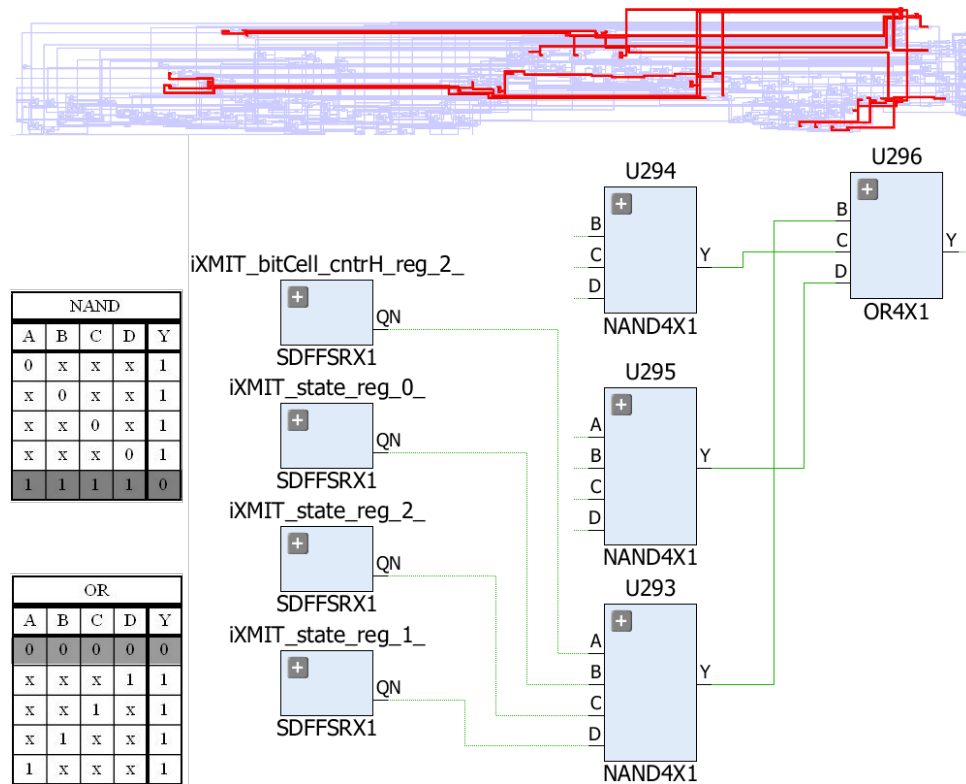 NAND
A B C D Y
0 x x x 1
x 0 x x 1
x x 0 x 1
x x x 0 1
1 1 1 1 0
OR
A B C D Y
0 0 0 0 0
x x x 1 1
x x 1 x 1
x 1 x x 1
1 x x x 1
iXMIT_bitCell_cntrH_reg_2_
QN
SDFFSRX1
iXMIT_state_reg_0_
QN
SDFFSRX1
iXMIT_state_reg_2_
QN
SDFFSRX1
iXMIT_state_reg_1_
QN
SDFFSRX1
U294
B
C
D
Y
NAND4X1
U295
A
B
C
D
Y
NAND4X1
U293
A
B
C
D
Y
NAND4X1
U296
B
C
D
Y
OR4X1